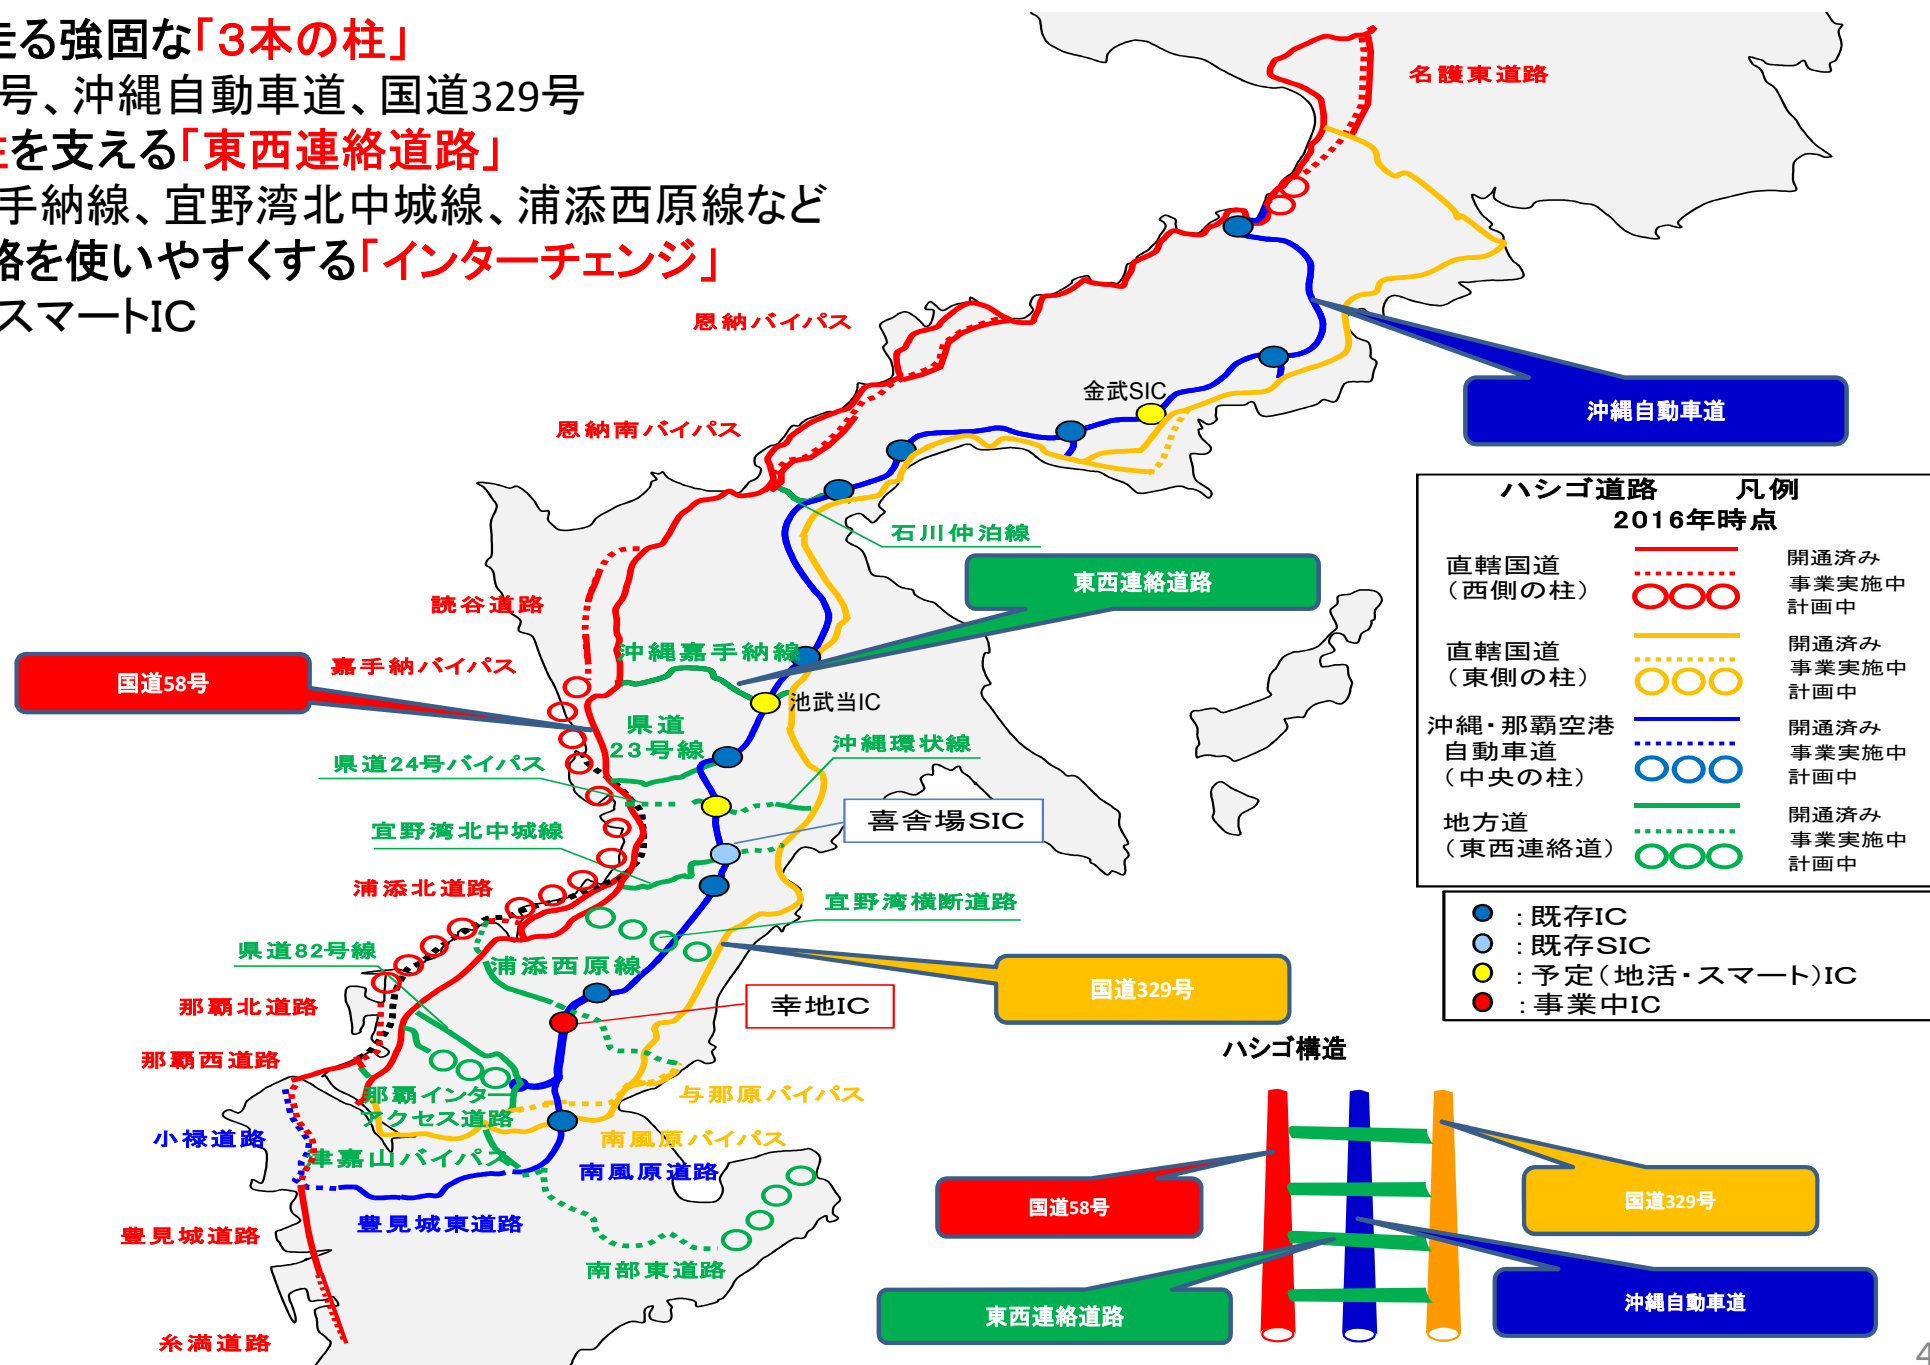 走る強固な「3本の柱」
号、沖縄自動車道、国道329号
柱を支える「東西連絡道路」
手納線、宜野湾北中城線、浦添西原線など
路を使いやすくする「インターチェンジ」
スマートIC
名護東道路
恩納バイパス
金武SIC
沖縄自動車道
恩納南バイパス
石川仲泊線
東西連絡道路
読谷道路
沖縄嘉手納線
国道58号
嘉手納バイパス
池武当IC
県道
23号線
沖縄環状線
県道24号バイパス
喜舎場SIC
宜野湾北中城線
浦添北道路
宜野湾横断道路
県道82号線
浦添西原線
国道329号
那覇北道路
幸地IC
那覇西道路
那覇インター
アクセス道路
与那原バイパス
小禄道路
津嘉山バイパス
南風原バイパス
南風原道路
豊見城東道路
豊見城道路
南部東道路
糸満道路
ハシゴ道路 凡例
2016年時点
直轄国道
(西側の柱)
開通済み
事業実施中
計画中
直轄国道
(東側の柱)
開通済み
事業実施中
計画中
沖縄・那覇空港
自動車道
(中央の柱)
開通済み
事業実施中
計画中
地方道
(東西連絡道)
開通済み
事業実施中
計画中
:既存IC
:既存SIC
:予定(地活・スマート)IC
:事業中IC
ハシゴ構造
国道58号
国道329号
東西連絡道路
沖縄自動車道
4